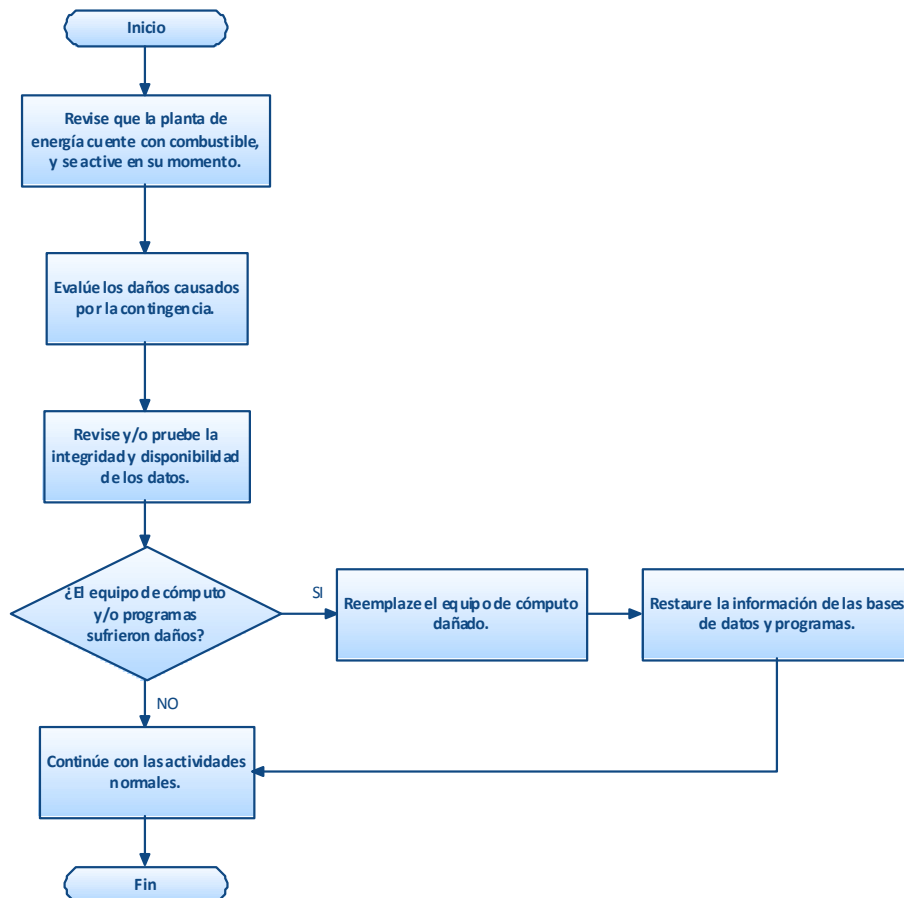 Inicio
Revise que la planta de
energía cuente con combustible,
y se active en su momento.
Evalúe los daños causados
por la contingencia.
Revise y/o pruebe la
integridad y disponibilidad
de los datos.
¿El equipo de cómputo
y/o programas
sufrieron daños?
SI
Reemplaze el equipo de cómputo
dañado.
Restaure la información de las bases
de datos y programas.
NO
Continúe con las actividades
normales.
Fin